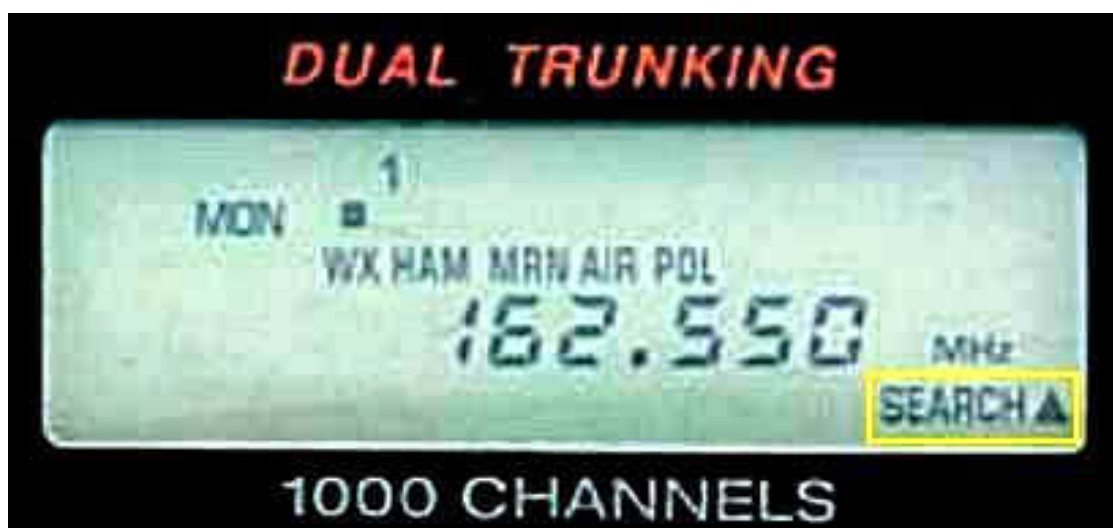 DUAL TRUNKING
1
MON
WX HAM MRN AIR POL
162.550 MHz
SEARCH ▲
1000 CHANNELS